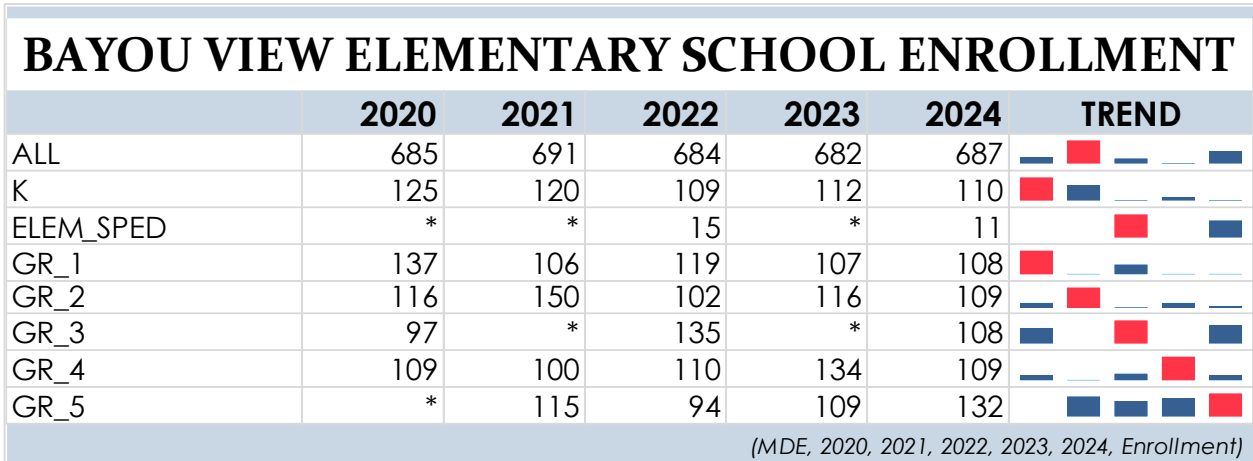 BAYOU VIEW ELEMENTARY SCHOOL ENROLLMENT
2020 2021 2022 2023 2024 TREND
ALL 685 691 684 682 687
K 125 120 109 112 110
ELEM_SPED * * 15 * 11
GR_1 137 106 119 107 108
GR_2 116 150 102 116 109
GR_3 97 * 135 * 108
GR_4 109 100 110 134 109
GR_5 * 115 94 109 132
(MDE, 2020, 2021, 2022, 2023, 2024, Enrollment)